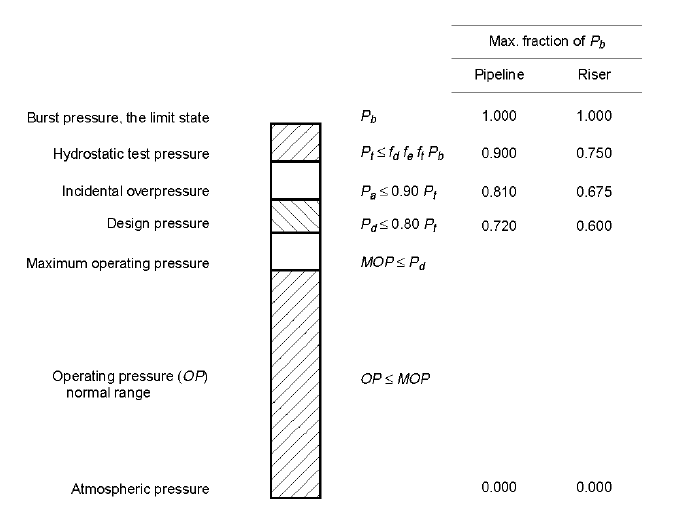 Max. fraction of Pb
Pipeline Riser
Burst pressure, the limit state Pb 1.000 1.000
Hydrostatic test pressure Pt ≤ fd fe ft Pb 0.900 0.750
Incidental overpressure Pa ≤ 0.90 Pt 0.810 0.675
Design pressure Pd ≤ 0.80 Pt 0.720 0.600
Maximum operating pressure MOP ≤ Pd
Operating pressure (OP) OP ≤ MOP
normal range
Atmospheric pressure 0.000 0.000